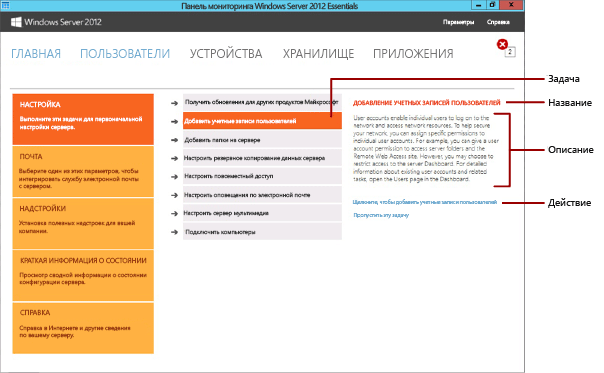 Панель мониторинга Windows Server 2012 Essentials
Windows Server 2012
Параметры
Справка
ГЛАВНАЯ
ПОЛЬЗОВАТЕЛИ
УСТРОЙСТВА
ХРАНИЛИЩЕ
ПРИЛОЖЕНИЯ
2
НАСТРОЙКА
Выполните эти задачи для первоначальной
настройки сервера.
ПОЧТА
Выберите один из этих параметров, чтобы
интегрировать службу электронной почты
с сервером.
НАДСТРОЙКИ
Установка полезных надстроек для вашей
компании.
КРАТКАЯ ИНФОРМАЦИЯ О СОСТОЯНИИ
Просмотр сводной информации о состоянии
конфигурации сервера.
СПРАВКА
Справка в Интернете и другие сведения
по вашему серверу.
Получить обновления для других продуктов Майкрософт
Добавить учетные записи пользователей
Добавить папки на сервере
Настроить резервное копирование данных сервера
Настроить повсеместный доступ
Настроить оповещения по электронной почте
Настроить сервер мультимедиа
Подключить компьютеры
ДОБАВЛЕНИЕ УЧЕТНЫХ ЗАПИСЕЙ ПОЛЬЗОВАТЕЛЕЙ
User accounts enable individual users to log on to the
network and access network resources. To help secure
your network, you can assign specific permissions to
individual user accounts. For example, you can give a user
account permission to access server folders and the
Remote Web Access site. However, you may choose to
restrict access to the server Dashboard. For detailed
information about existing user accounts and related
tasks, open the Users page in the Dashboard.
Щелкните, чтобы добавить учетные записи пользователей.
Пропустить эту задачу
Задача
Название
Описание
Действие